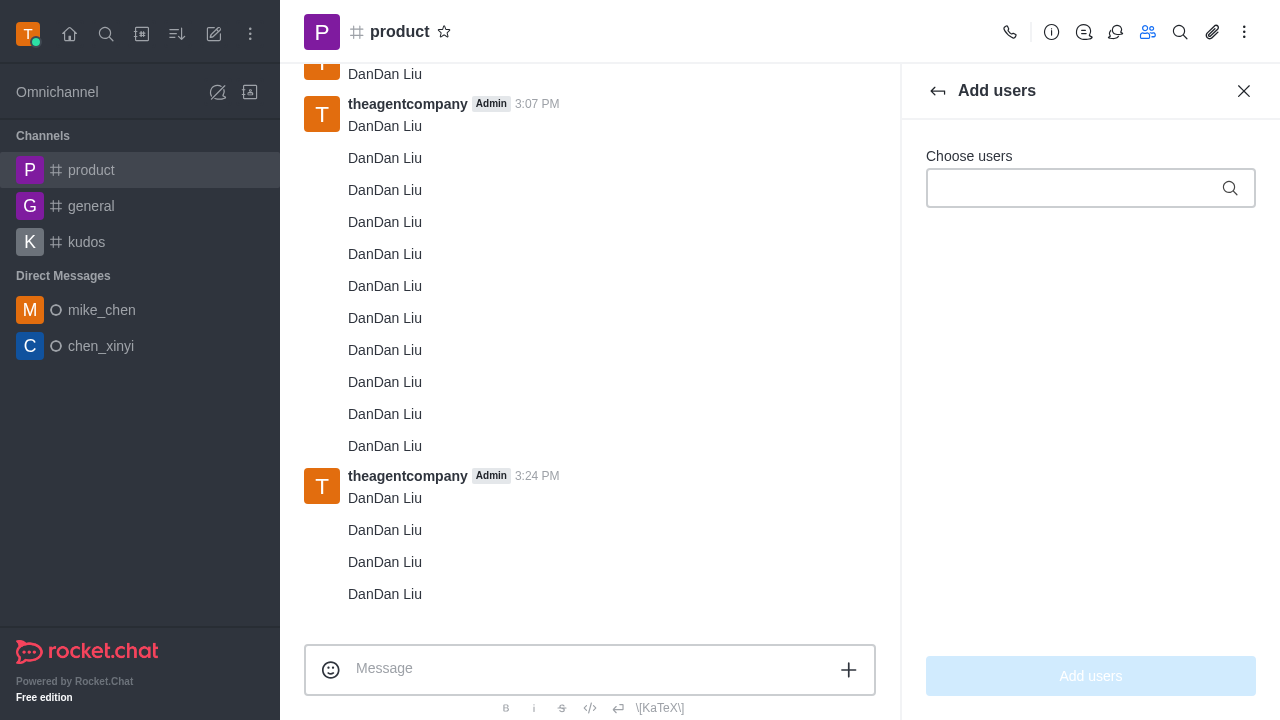 T
Omnichannel
Channels
P product
G general
K kudos
Direct Messages
M mike_chen
C chen_xinyi
rocket.chat
Powered by Rocket.Chat
Free edition
P product
T
DanDan Liu
T theagentcompany Admin 3:07 PM
DanDan Liu
DanDan Liu
DanDan Liu
DanDan Liu
DanDan Liu
DanDan Liu
DanDan Liu
DanDan Liu
DanDan Liu
DanDan Liu
DanDan Liu
T theagentcompany Admin 3:24 PM
DanDan Liu
DanDan Liu
DanDan Liu
DanDan Liu
Message
B i S \[KaTeX\]
Add users
Choose users
Add users